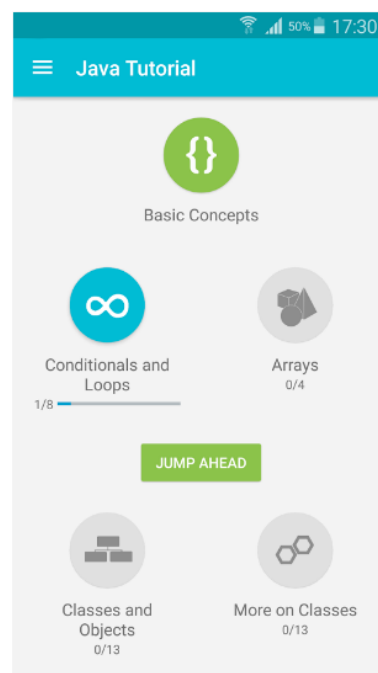 50% 17:30
Java Tutorial
{}
Basic Concepts
Conditionals and
Loops
1/8
Arrays
0/4
JUMP AHEAD
Classes and
Objects
0/13
More on Classes
0/13